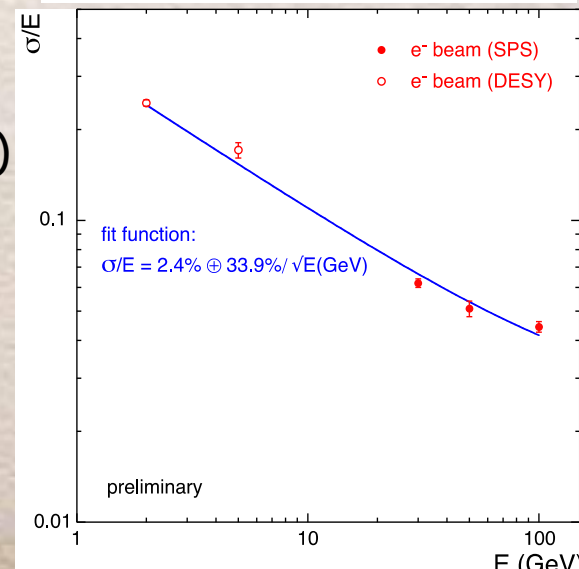 σ/E
e⁻ beam (SPS)
e⁻ beam (DESY)
)
0.1
fit function:
σ/E = 2.4% ⊕ 33.9%/ √E(GeV)
preliminary
0.01
1 10 100
E (GeV)